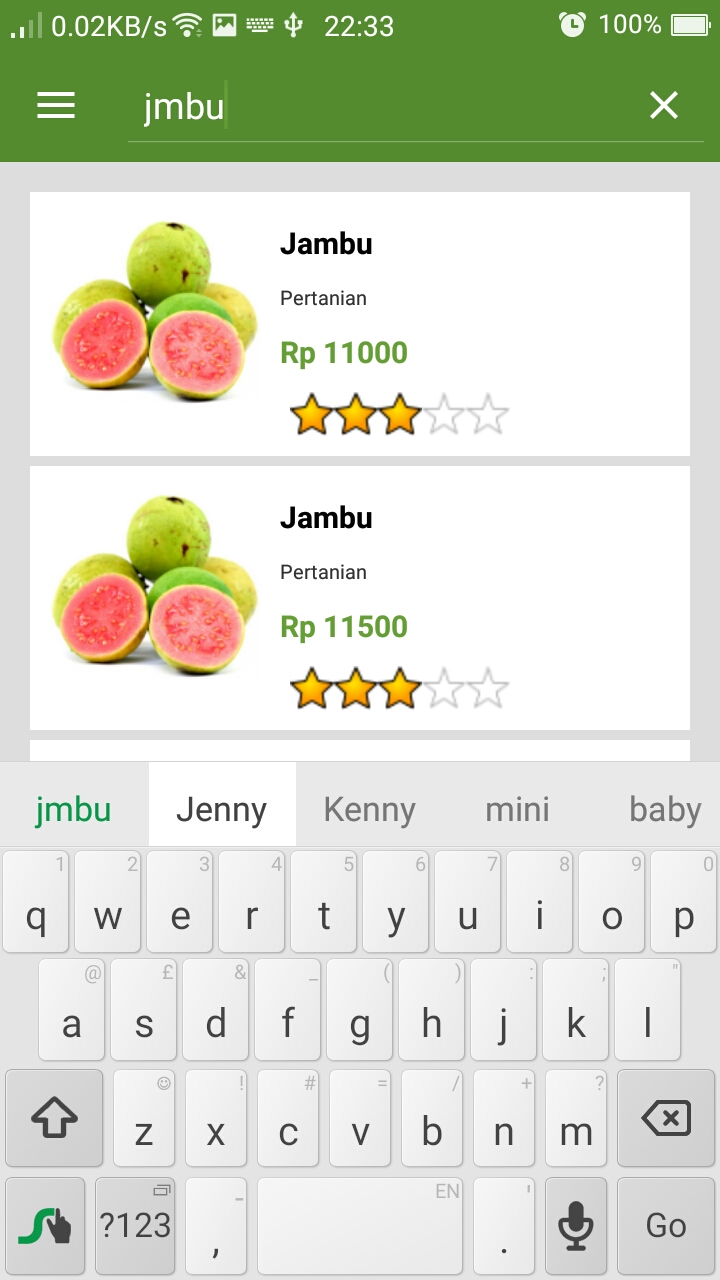 0.02KB/s 22:33 100%
jmbu
Jambu
Pertanian
Rp 11000
Jambu
Pertanian
Rp 11500
jmbu Jenny Kenny mini baby
1 2 3 4 5 6 7 8 9 0
q w e r t y u i o p
@ £ & _ ( ) : ; "
a s d f g h j k l
! # = / + ?
z x c v b n m
EN
?123 , . Go